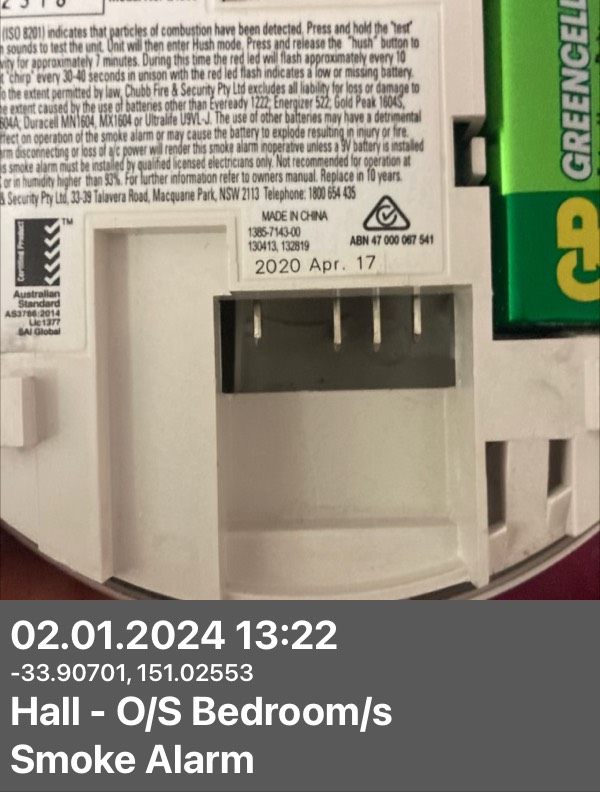 (ISO 8201) indicates that particles of combustion have been detected. Press and hold the "test"
sounds to test the unit. Unit will then enter Hush mode. Press and release the "hush" button to
vity for approximately 7 minutes. During this time the red led will flash approximately every 10
t "chirp" every 30-40 seconds in unison with the red led flash indicates a low or missing battery.
o the extent permitted by law, Chubb Fire & Security Pty Ltd excludes all liability for loss or damage to
e extent caused by the use of batteries other than Eveready 1222, Energizer 522, Gold Peak 1604S,
604A, Duracell MN1604, MX1604 or Ultralife U9VL-J. The use of other batteries may have a detrimental
ffect on operation of the smoke alarm or may cause the battery to explode resulting in injury or fire.
rm disconnecting or loss of a/c power will render this smoke alarm inoperative unless a 9V battery is installed
s smoke alarm must be installed by qualified licensed electricians only. Not recommended for operation at
or in humidity higher than 93%. For further information refer to owners manual. Replace in 10 years.
& Security Pty Ltd, 33-39 Talavera Road, Macquarie Park, NSW 2113 Telephone: 1800 654 435
MADE IN CHINA
1385-7143-00
130413, 132819
ABN 47 000 067 541
2020 Apr. 17
Certified Product
TM
Australian
Standard
AS3786:2014
Lic1377
SAI Global
GP GREENCELL
02.01.2024 13:22
-33.90701, 151.02553
Hall - O/S Bedroom/s
Smoke Alarm